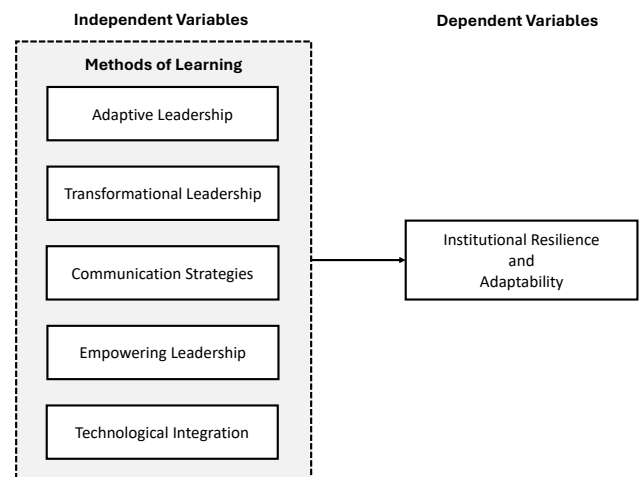 Independent Variables
Dependent Variables
Methods of Learning
Adaptive Leadership
Transformational Leadership
Communication Strategies
Empowering Leadership
Technological Integration
Institutional Resilience
and
Adaptability